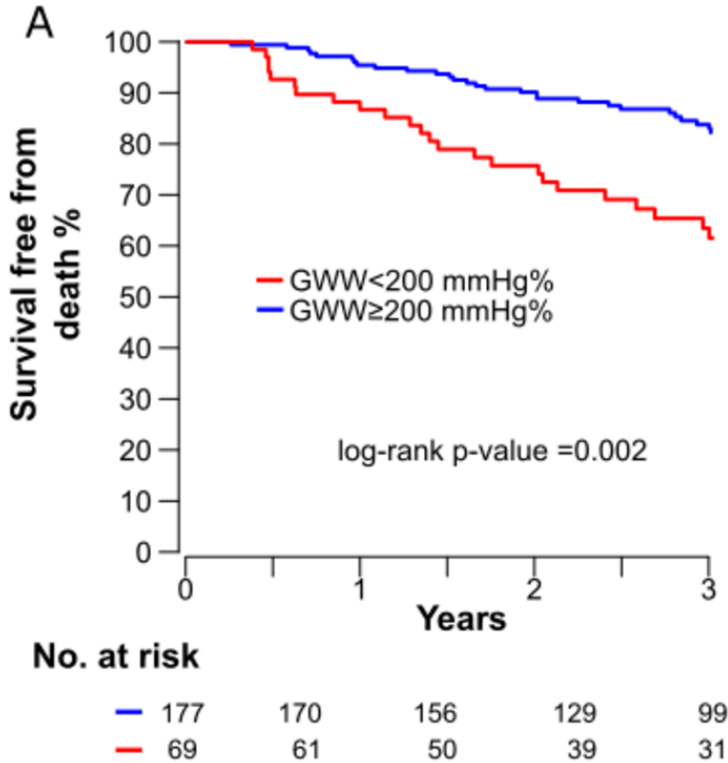 A
Survival free from
death %
100
90
80
70
60
50
40
30
20
10
0
GWW<200 mmHg%
GWW≥200 mmHg%
log-rank p-value =0.002
0 1 2 3
Years
No. at risk
177 170 156 129 99
69 61 50 39 31